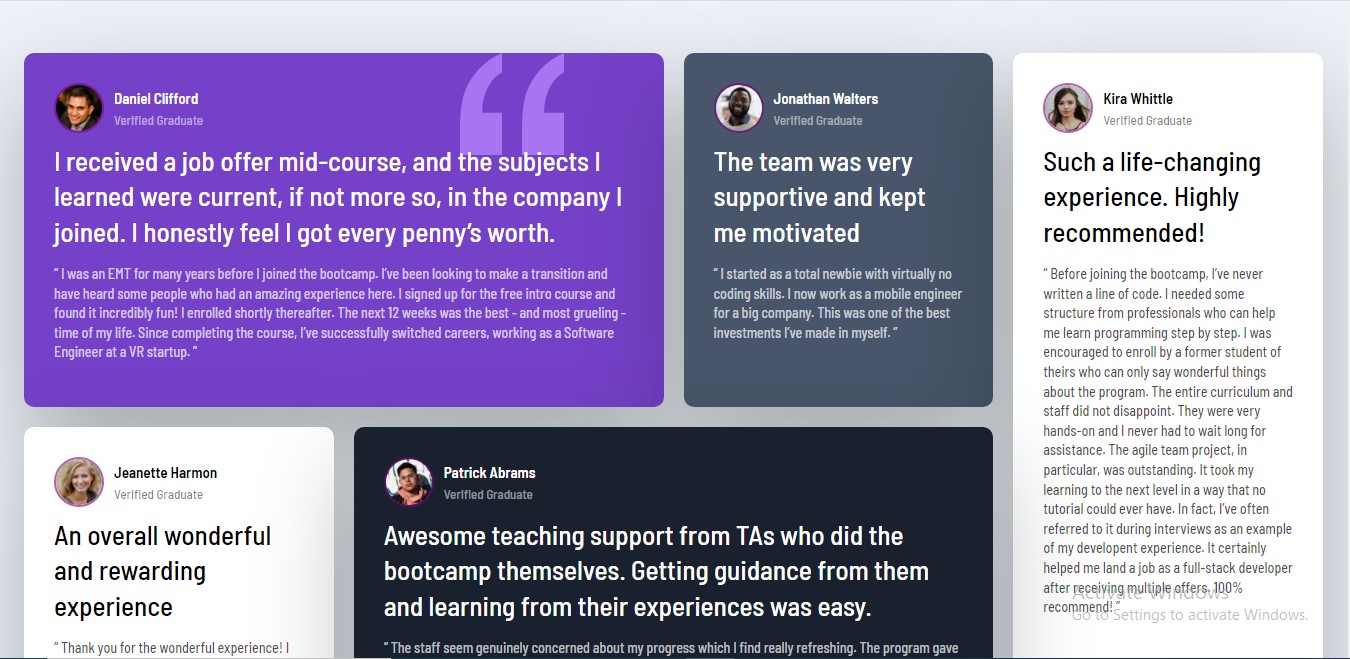 Daniel Clifford
Verified Graduate
I received a job offer mid-course, and the subjects I
learned were current, if not more so, in the company I
joined. I honestly feel I got every penny’s worth.
“ I was an EMT for many years before I joined the bootcamp. I’ve been looking to make a transition and
have heard some people who had an amazing experience here. I signed up for the free intro course and
found it incredibly fun! I enrolled shortly thereafter. The next 12 weeks was the best - and most grueling -
time of my life. Since completing the course, I’ve successfully switched careers, working as a Software
Engineer at a VR startup. ”
Jonathan Walters
Verified Graduate
The team was very
supportive and kept
me motivated
“ I started as a total newbie with virtually no
coding skills. I now work as a mobile engineer
for a big company. This was one of the best
investments I’ve made in myself. ”
Kira Whittle
Verified Graduate
Such a life-changing
experience. Highly
recommended!
“ Before joining the bootcamp, I’ve never
written a line of code. I needed some
structure from professionals who can help
me learn programming step by step. I was
encouraged to enroll by a former student of
theirs who can only say wonderful things
about the program. The entire curriculum and
staff did not disappoint. They were very
hands-on and I never had to wait long for
assistance. The agile team project, in
particular, was outstanding. It took my
learning to the next level in a way that no
tutorial could ever have. In fact, I’ve often
referred to it during interviews as an example
of my developent experience. It certainly
helped me land a job as a full-stack developer
after receiving multiple offers. 100%
recommend! ”
Jeanette Harmon
Verified Graduate
An overall wonderful
and rewarding
experience
“ Thank you for the wonderful experience! I
Patrick Abrams
Verified Graduate
Awesome teaching support from TAs who did the
bootcamp themselves. Getting guidance from them
and learning from their experiences was easy.
“ The staff seem genuinely concerned about my progress which I find really refreshing. The program gave
Activate Windows
Go to Settings to activate Windows.